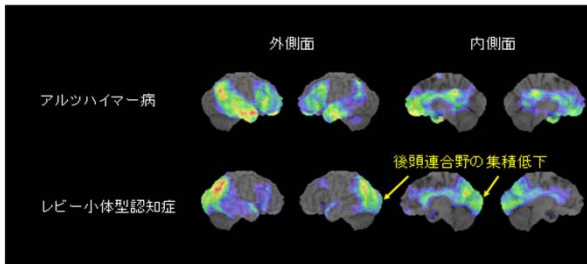 外側面 内側面
アルツハイマー病
後頭連合野の集積低下
レビー小体型認知症